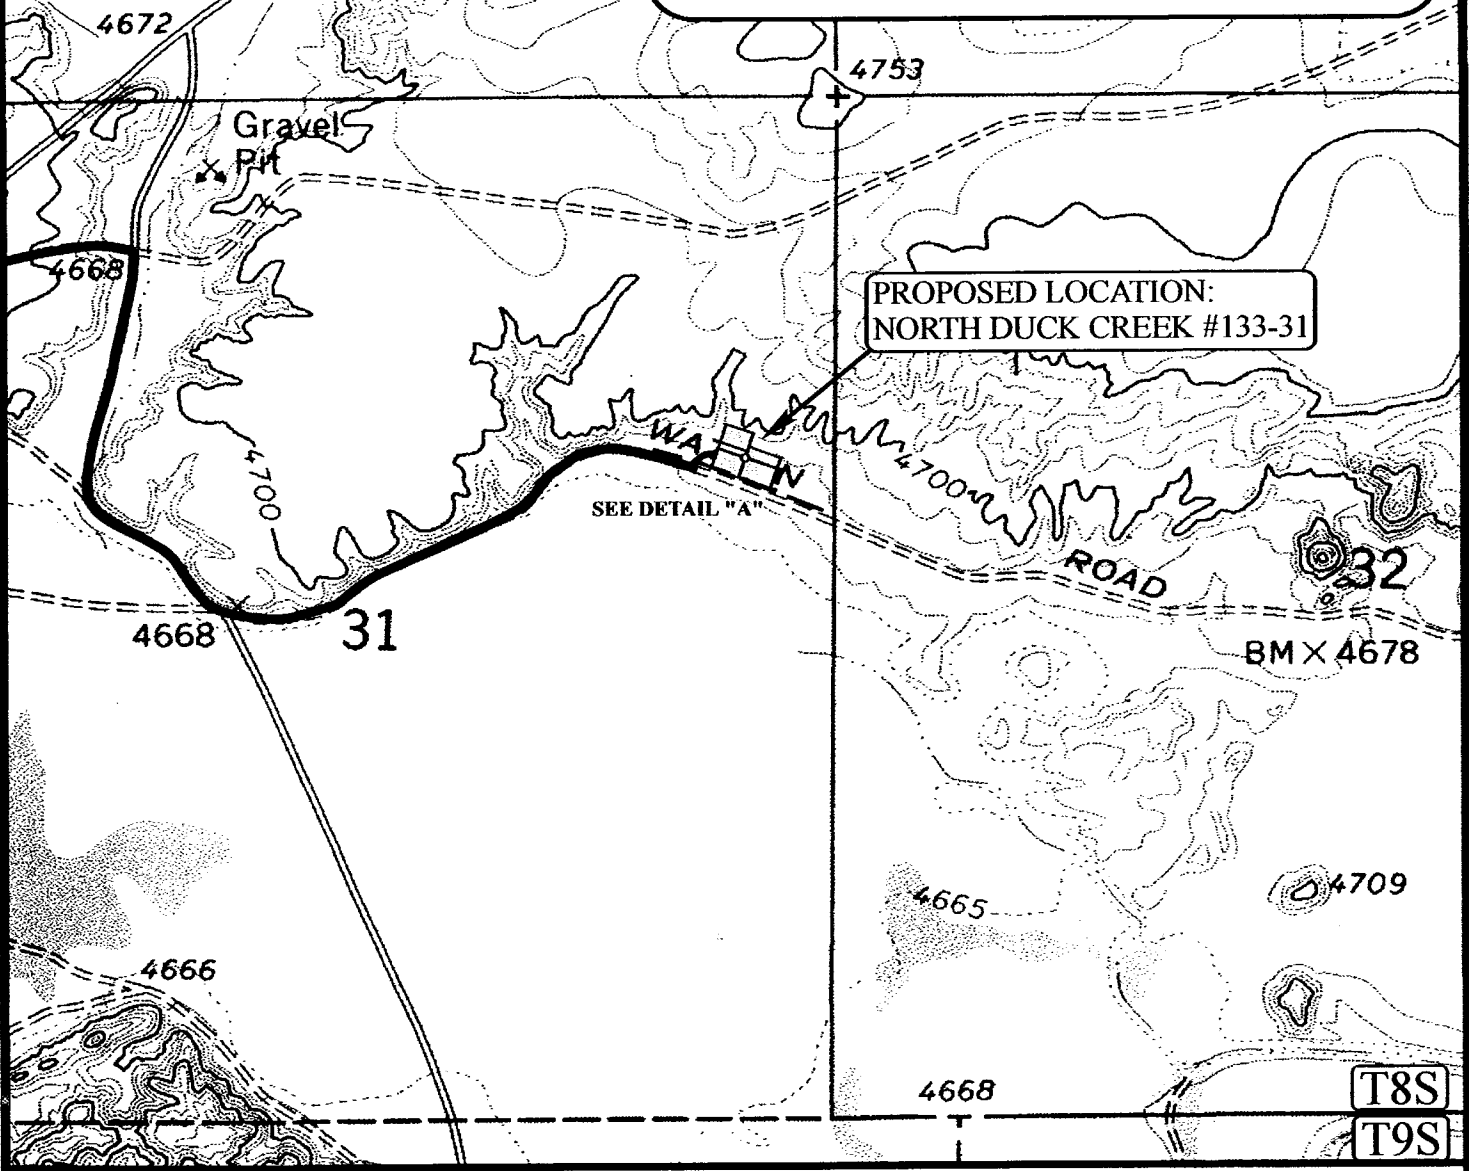 4672
4753
Gravel
Pit
4668
PROPOSED LOCATION:
NORTH DUCK CREEK #133-31
4700
4700
SEE DETAIL "A"
ROAD
32
4668
31
BM × 4678
4709
4665
4666
4668
T8S
T9S